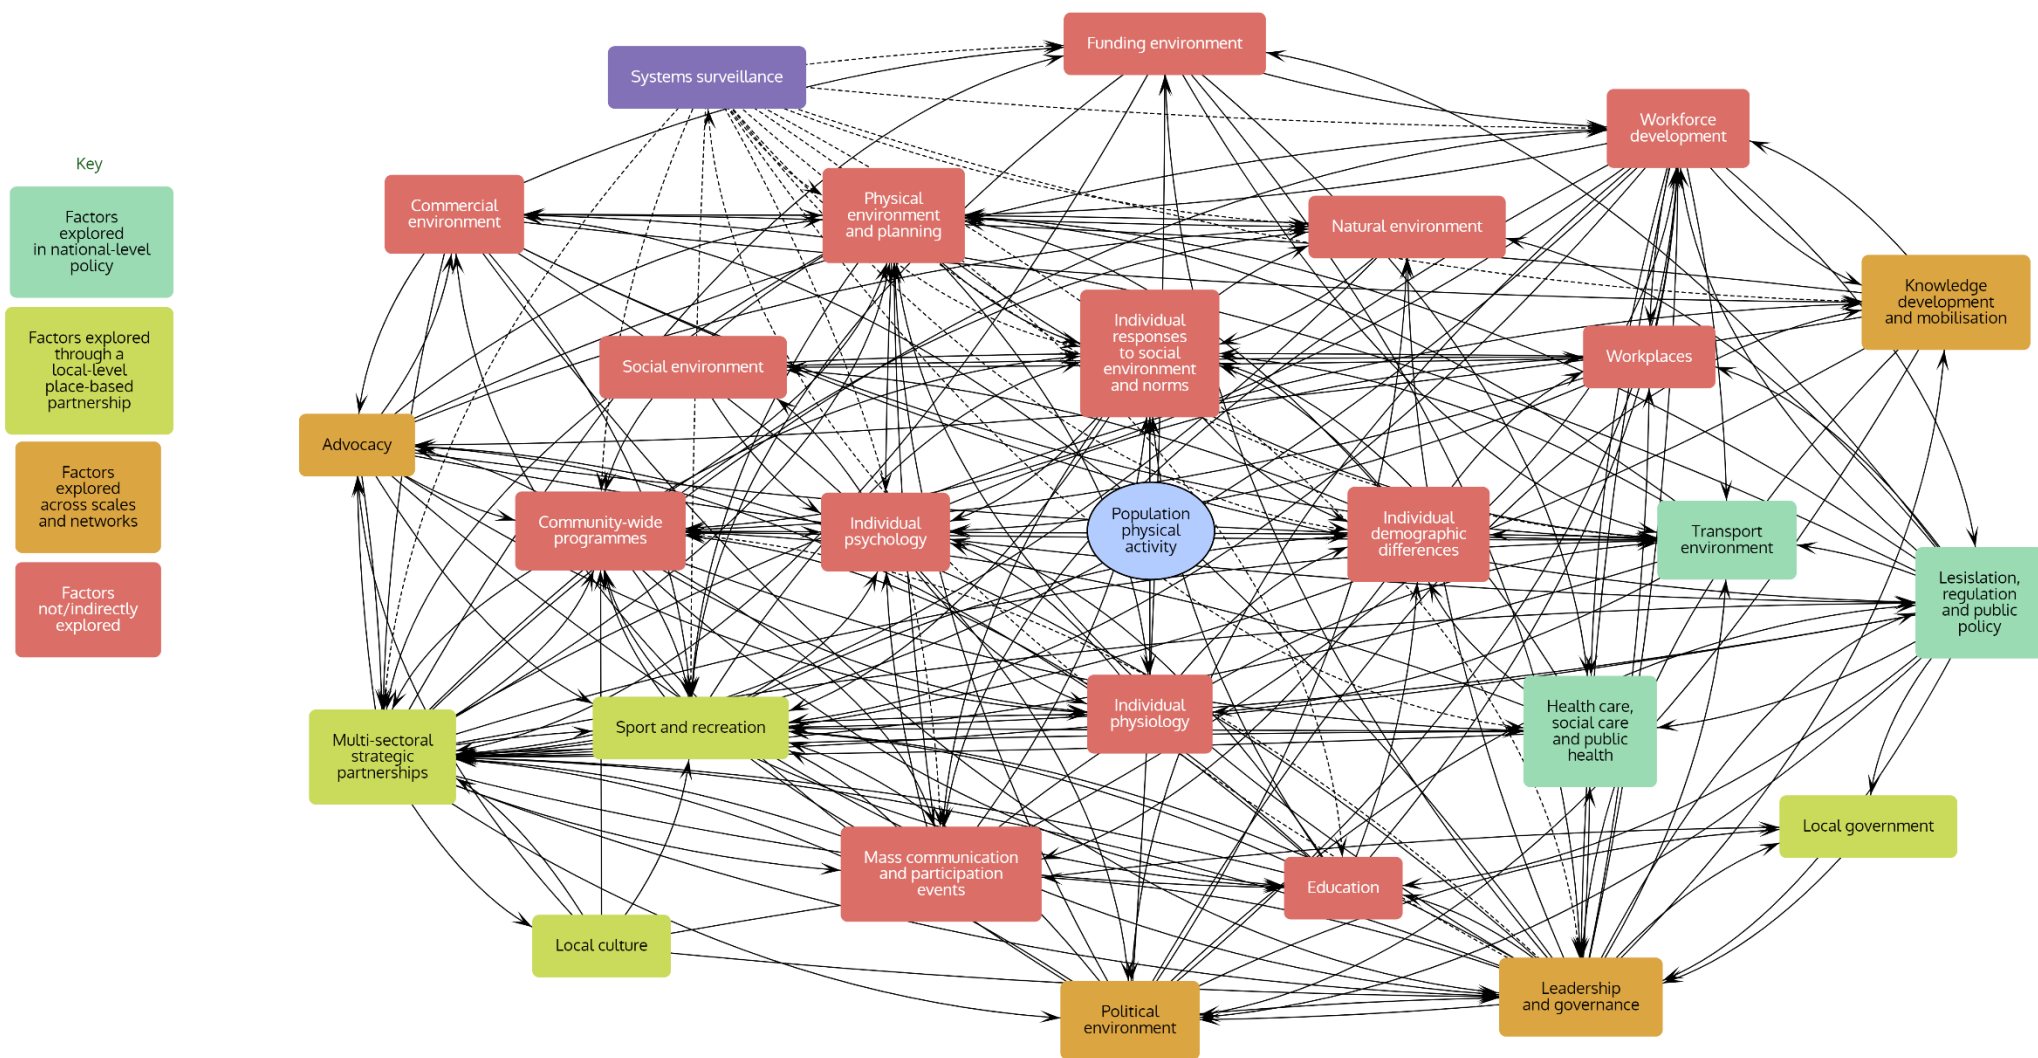 Funding environment
Systems surveillance
Workforce
development
Key
Factors
explored
in national-level
policy
Commercial
environment
Physical
environment
and planning
Natural environment
Knowledge
development
and mobilisation
Factors explored
through a
local-level
place-based
partnership
Individual
responses
to social
environment
and norms
Social environment
Workplaces
Advocacy
Factors
explored
across scales
and networks
Community-wide
programmes
Individual
psychology
Population
physical
activity
Individual
demographic
differences
Transport
environment
Lesislation,
regulation
and public
policy
Factors
not/indirectly
explored
Multi-sectoral
strategic
partnerships
Sport and recreation
Individual
physiology
Health care,
social care
and public
health
Local government
Mass communication
and participation
events
Education
Local culture
Political
environment
Leadership
and governance